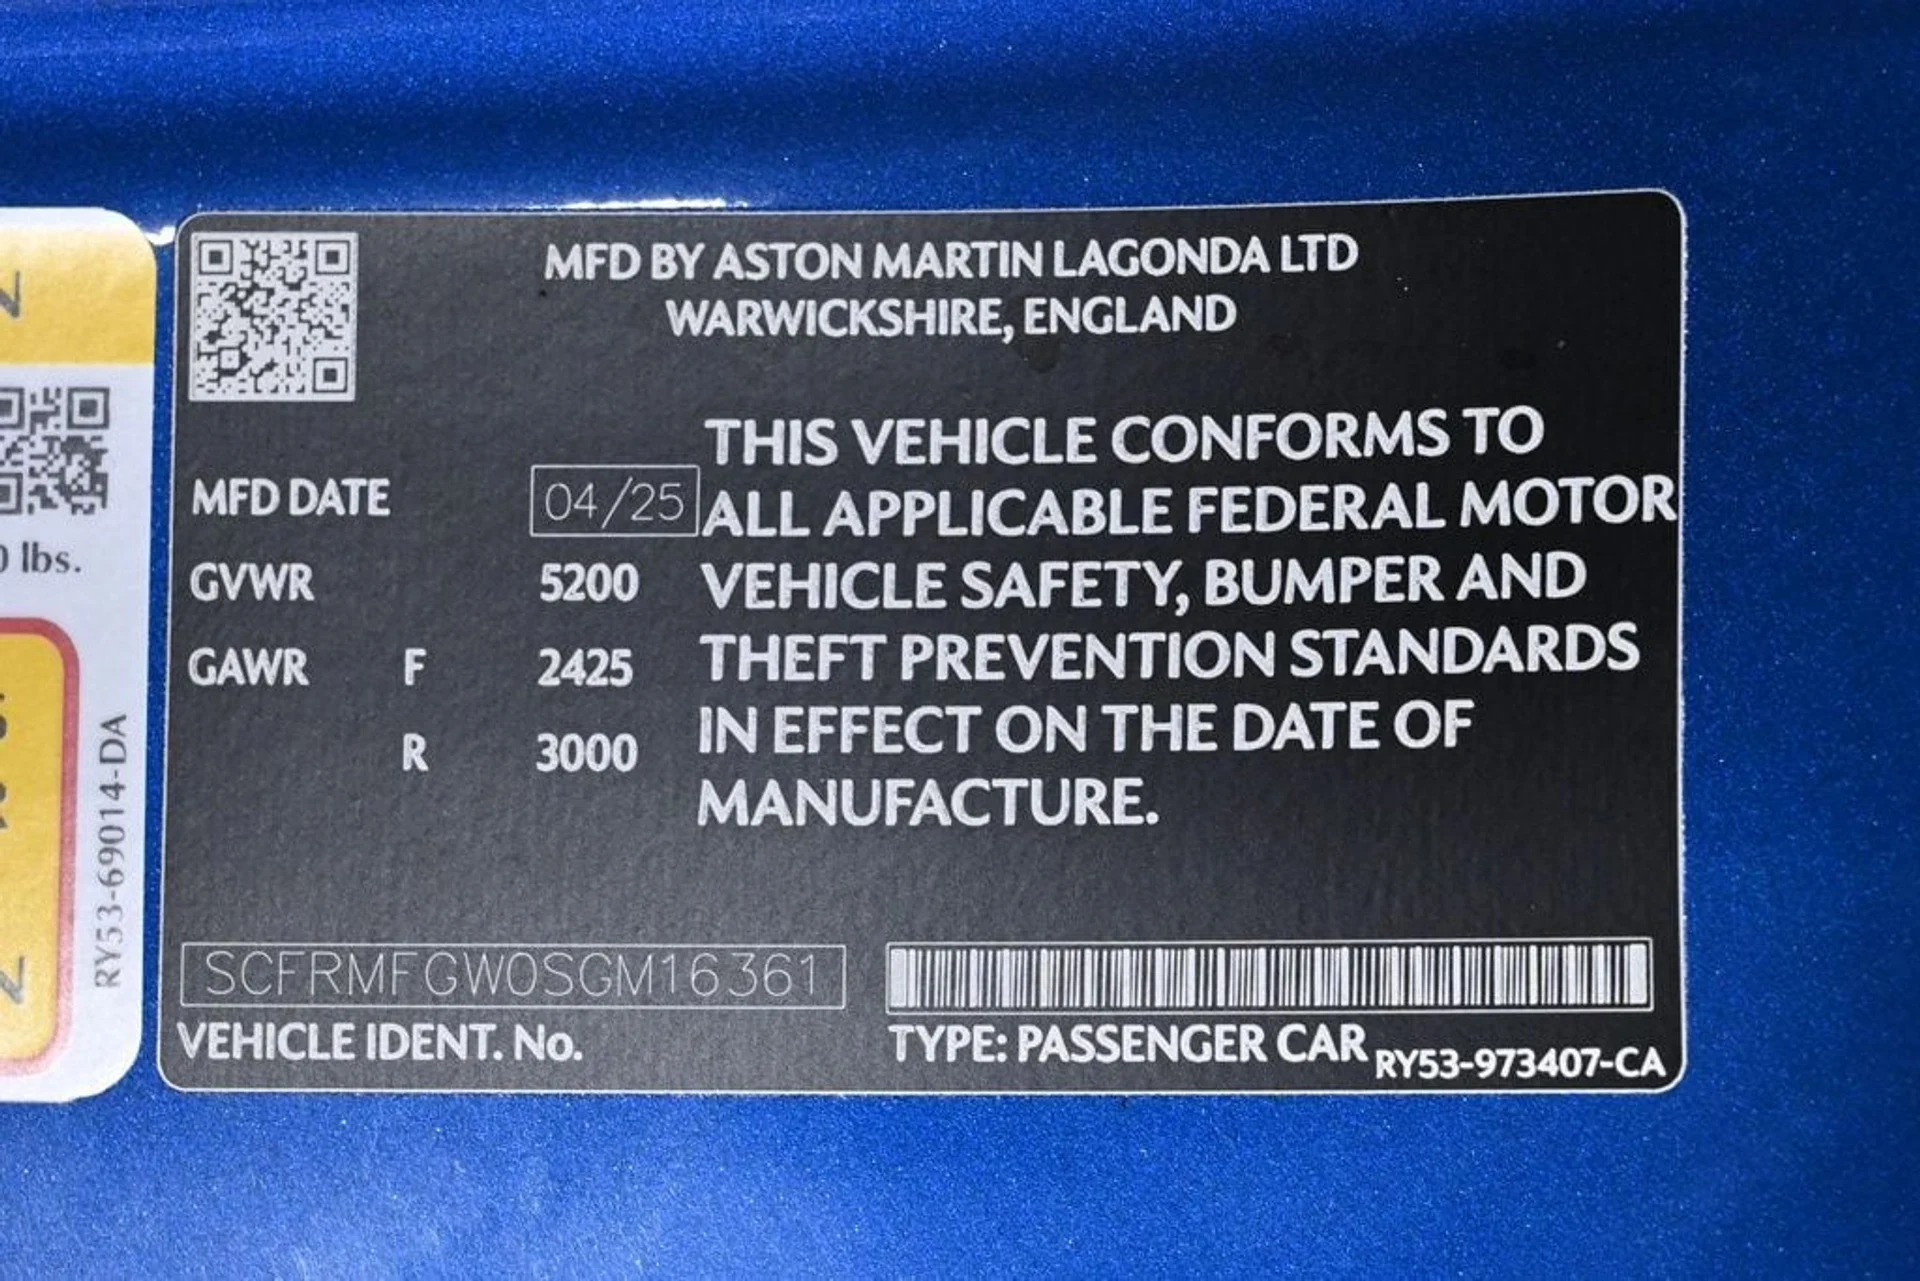 MFD BY ASTON MARTIN LAGONDA LTD
WARWICKSHIRE, ENGLAND
MFD DATE 04/25
GVWR 5200
GAWR F 2425
R 3000
THIS VEHICLE CONFORMS TO
ALL APPLICABLE FEDERAL MOTOR
VEHICLE SAFETY, BUMPER AND
THEFT PREVENTION STANDARDS
IN EFFECT ON THE DATE OF
MANUFACTURE.
SCFRMFGW0SGM16361
VEHICLE IDENT. No.
TYPE: PASSENGER CAR
RY53-973407-CA
lbs.
RY53-69014-DA